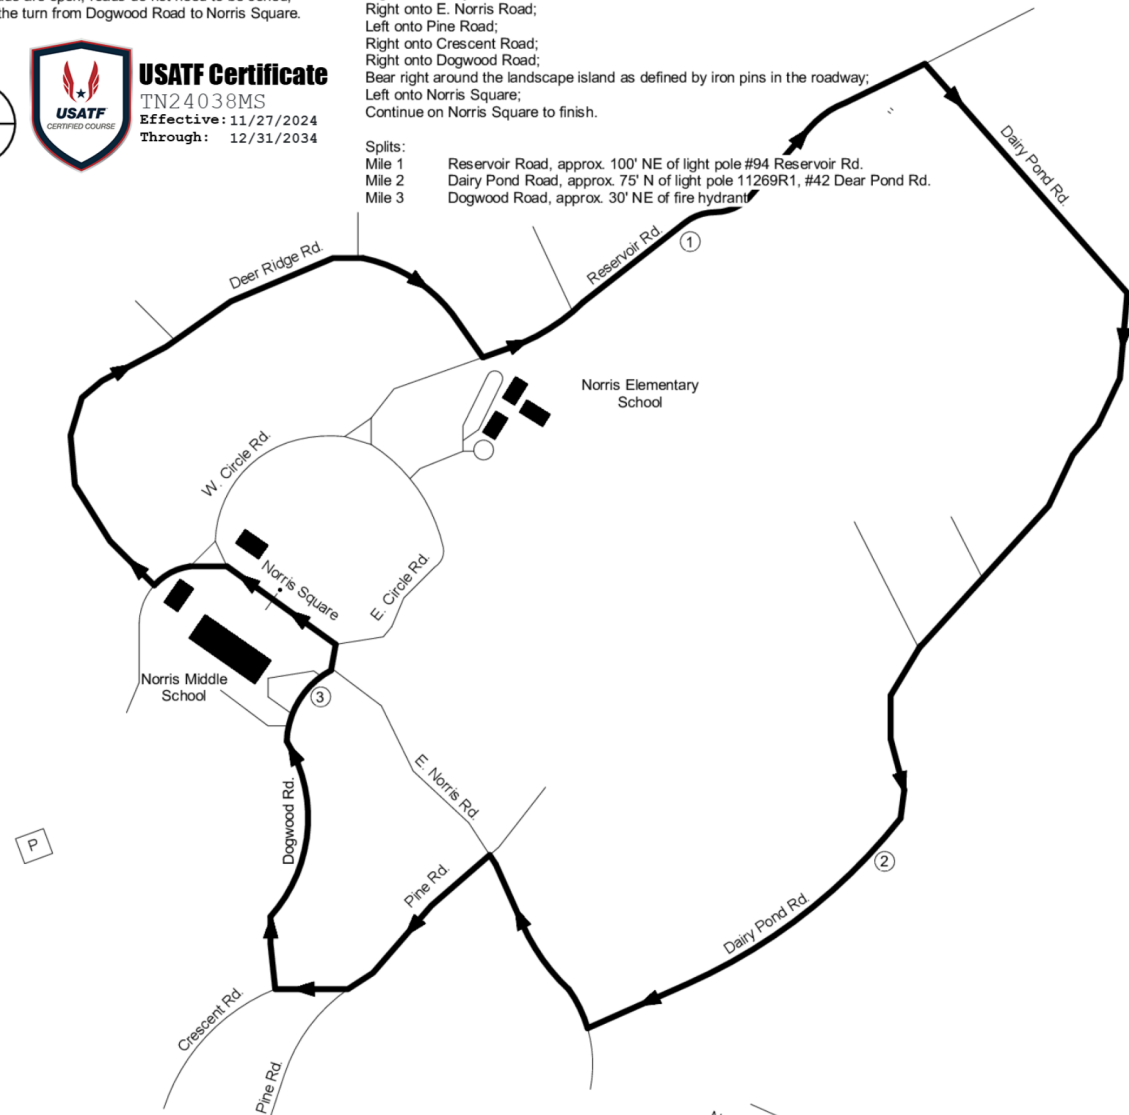 the turn from Dogwood Road to Norris Square.
Right onto E. Norris Road;
Left onto Pine Road;
Right onto Crescent Road;
Right onto Dogwood Road;
Bear right around the landscape island as defined by iron pins in the roadway;
Left onto Norris Square;
Continue on Norris Square to finish.
USATF
CERTIFIED COURSE
USATF Certificate
TN24038MS
Effective: 11/27/2024
Through: 12/31/2034
Splits:
Mile 1 Reservoir Road, approx. 100' NE of light pole #94 Reservoir Rd.
Mile 2 Dairy Pond Road, approx. 75' N of light pole 11269R1, #42 Dear Pond Rd.
Mile 3 Dogwood Road, approx. 30' NE of fire hydrant
Dairy Pond Rd.
Deer Ridge Rd.
Reservoir Rd.
1
Norris Elementary
School
W. Circle Rd.
Norris Square
E. Circle Rd.
Norris Middle
School
3
E. Norris Rd.
Dogwood Rd.
P
2
Pine Rd.
Dairy Pond Rd.
Crescent Rd.
Pine Rd.